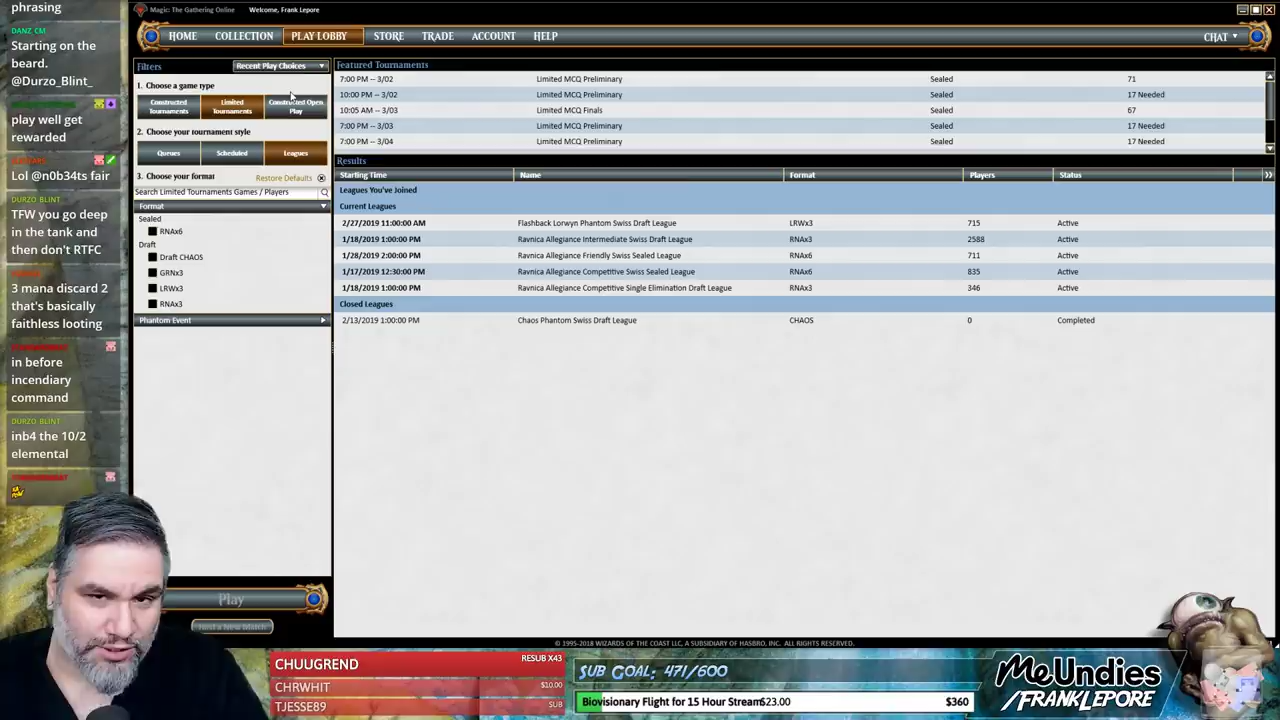 phrasing
DANZ CM
Starting on the
beard.
@Durzo_Blint_
play well get
rewarded
Lol @n0b34ts fair
DURZO BLINT
TFW you go deep
in the tank and
then don't RTFC
3 mana discard 2
that's basically
faithless looting
in before
incendiary
command
DURZO BLINT
inb4 the 10/2
elemental
Magic: The Gathering Online
Welcome, Frank Lepore
HOME
COLLECTION
PLAY LOBBY
STORE
TRADE
ACCOUNT
HELP
CHAT
Filters
Recent Play Choices
1. Choose a game type
Constructed Tournaments
Limited Tournaments
Constructed Open Play
2. Choose your tournament style
Queues
Scheduled
Leagues
3. Choose your format
Restore Defaults
Search Limited Tournaments Games / Players
Format
Sealed
RNAx6
Draft
Draft CHAOS
GRNx3
LRWx3
RNAx3
Phantom Event
Play
Host a New Match
Featured Tournaments
7:00 PM -- 3/02 Limited MCQ Preliminary Sealed 71
10:00 PM -- 3/02 Limited MCQ Preliminary Sealed 17 Needed
10:05 AM -- 3/03 Limited MCQ Finals Sealed 67
7:00 PM -- 3/03 Limited MCQ Preliminary Sealed 17 Needed
7:00 PM -- 3/04 Limited MCQ Preliminary Sealed 17 Needed
Results
Starting Time Name Format Players Status
Leagues You've Joined
Current Leagues
2/27/2019 11:00:00 AM Flashback Lorwyn Phantom Swiss Draft League LRWx3 715 Active
1/18/2019 1:00:00 PM Ravnica Allegiance Intermediate Swiss Draft League RNAx3 2588 Active
1/28/2019 2:00:00 PM Ravnica Allegiance Friendly Swiss Sealed League RNAx6 711 Active
1/17/2019 12:30:00 PM Ravnica Allegiance Competitive Swiss Sealed League RNAx6 835 Active
1/18/2019 1:00:00 PM Ravnica Allegiance Competitive Single Elimination Draft League RNAx3 346 Active
Closed Leagues
2/13/2019 1:00:00 PM Chaos Phantom Swiss Draft League CHAOS 0 Completed
© 1995-2018 WIZARDS OF THE COAST LLC, A SUBSIDIARY OF HASBRO, INC. ALL RIGHTS RESERVED.
CHUUGREND RESUB X43
CHRWHIT $10.00
TJESSE89 SUB
SUB GOAL: 471/600
Biovisionary Flight for 15 Hour Stream $23.00 $360
MeUndies
/FRANKLEPORE